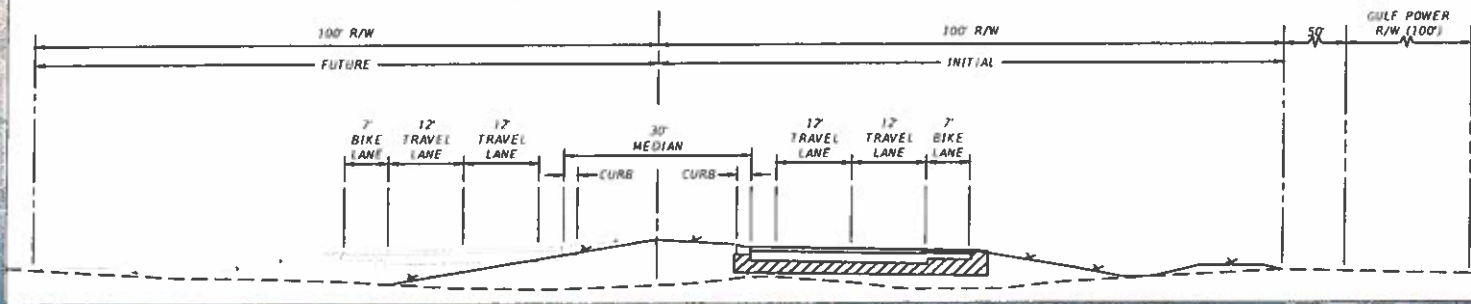 100' R/W
100' R/W
50'
GULF POWER
R/W (100')
FUTURE
INITIAL
7'
BIKE
LANE
12'
TRAVEL
LANE
12'
TRAVEL
LANE
30'
MEDIAN
12'
TRAVEL
LANE
12'
TRAVEL
LANE
7'
BIKE
LANE
CURB
CURB